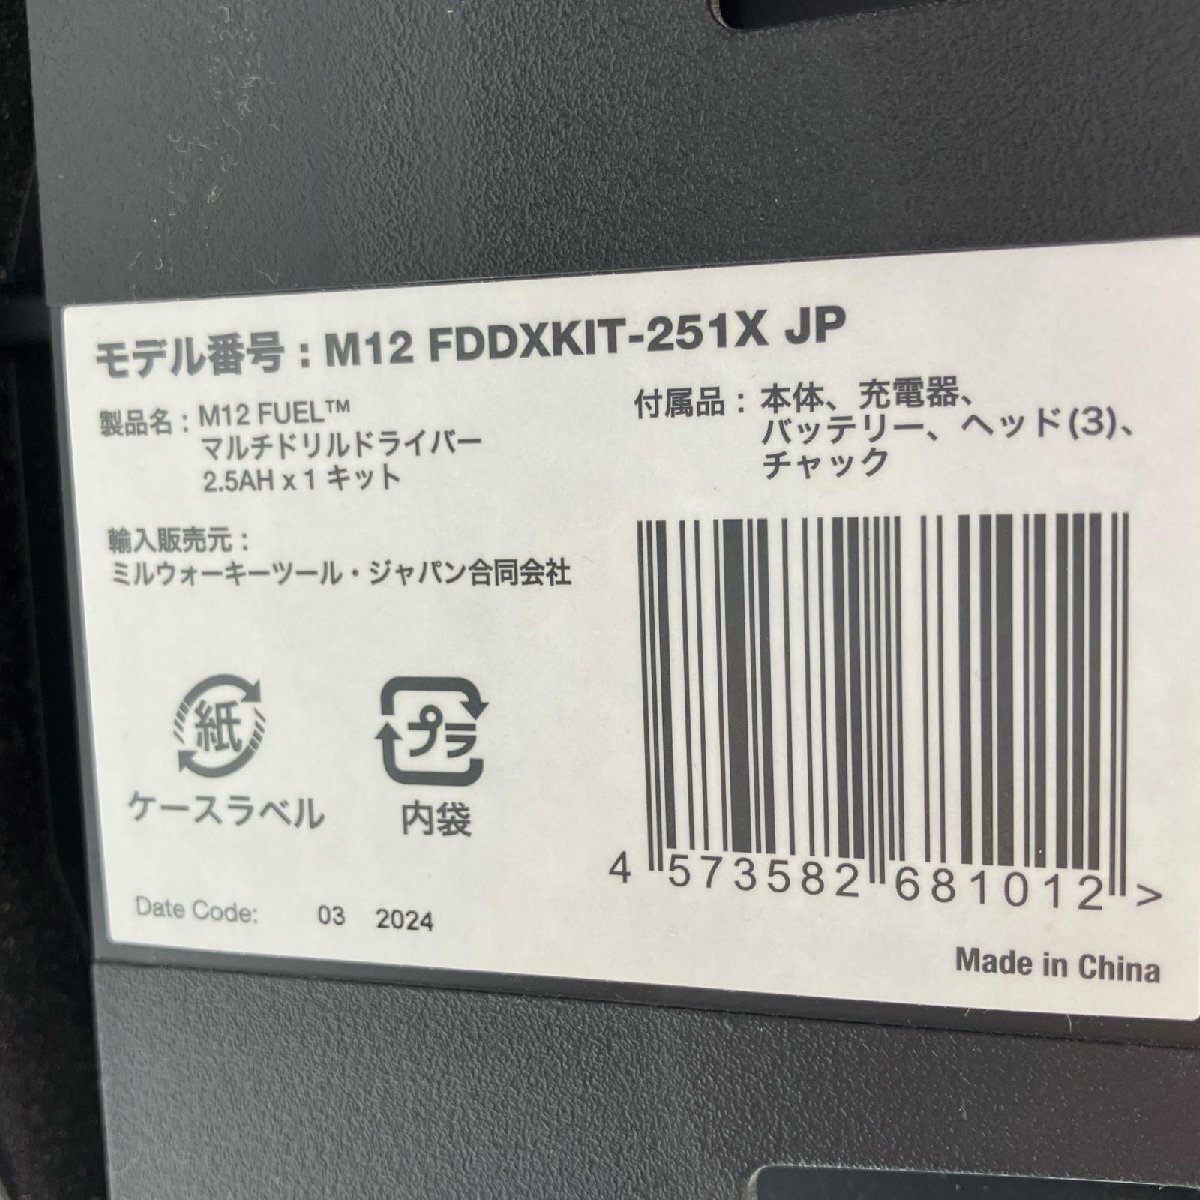 モデル番号：M12 FDDXKIT-251X JP
製品名：M12 FUEL™
マルチドリルドライバー
2.5AH x 1 キット
付属品：本体、充電器、
バッテリー、ヘッド(3)、
チャック
輸入販売元：
ミルウォーキーツール・ジャパン合同会社
紙
ケースラベル
プラ
内袋
4 573582 681012 >
Date Code: 03 2024
Made in China